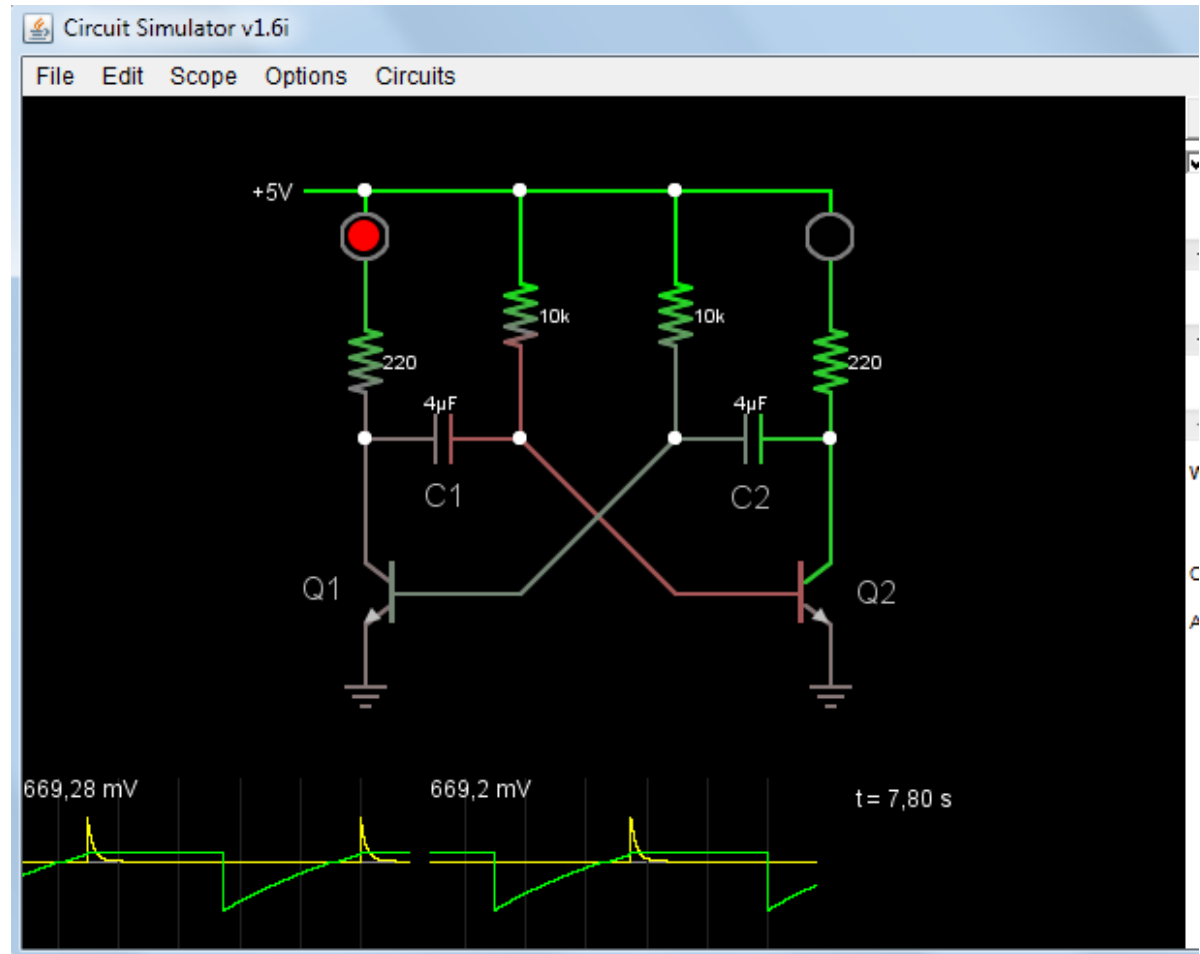 Circuit Simulator v1.6i
File Edit Scope Options Circuits
+5V
10k
10k
220
220
4µF
4µF
C1
C2
Q1
Q2
669,28 mV
669,2 mV
t = 7,80 s